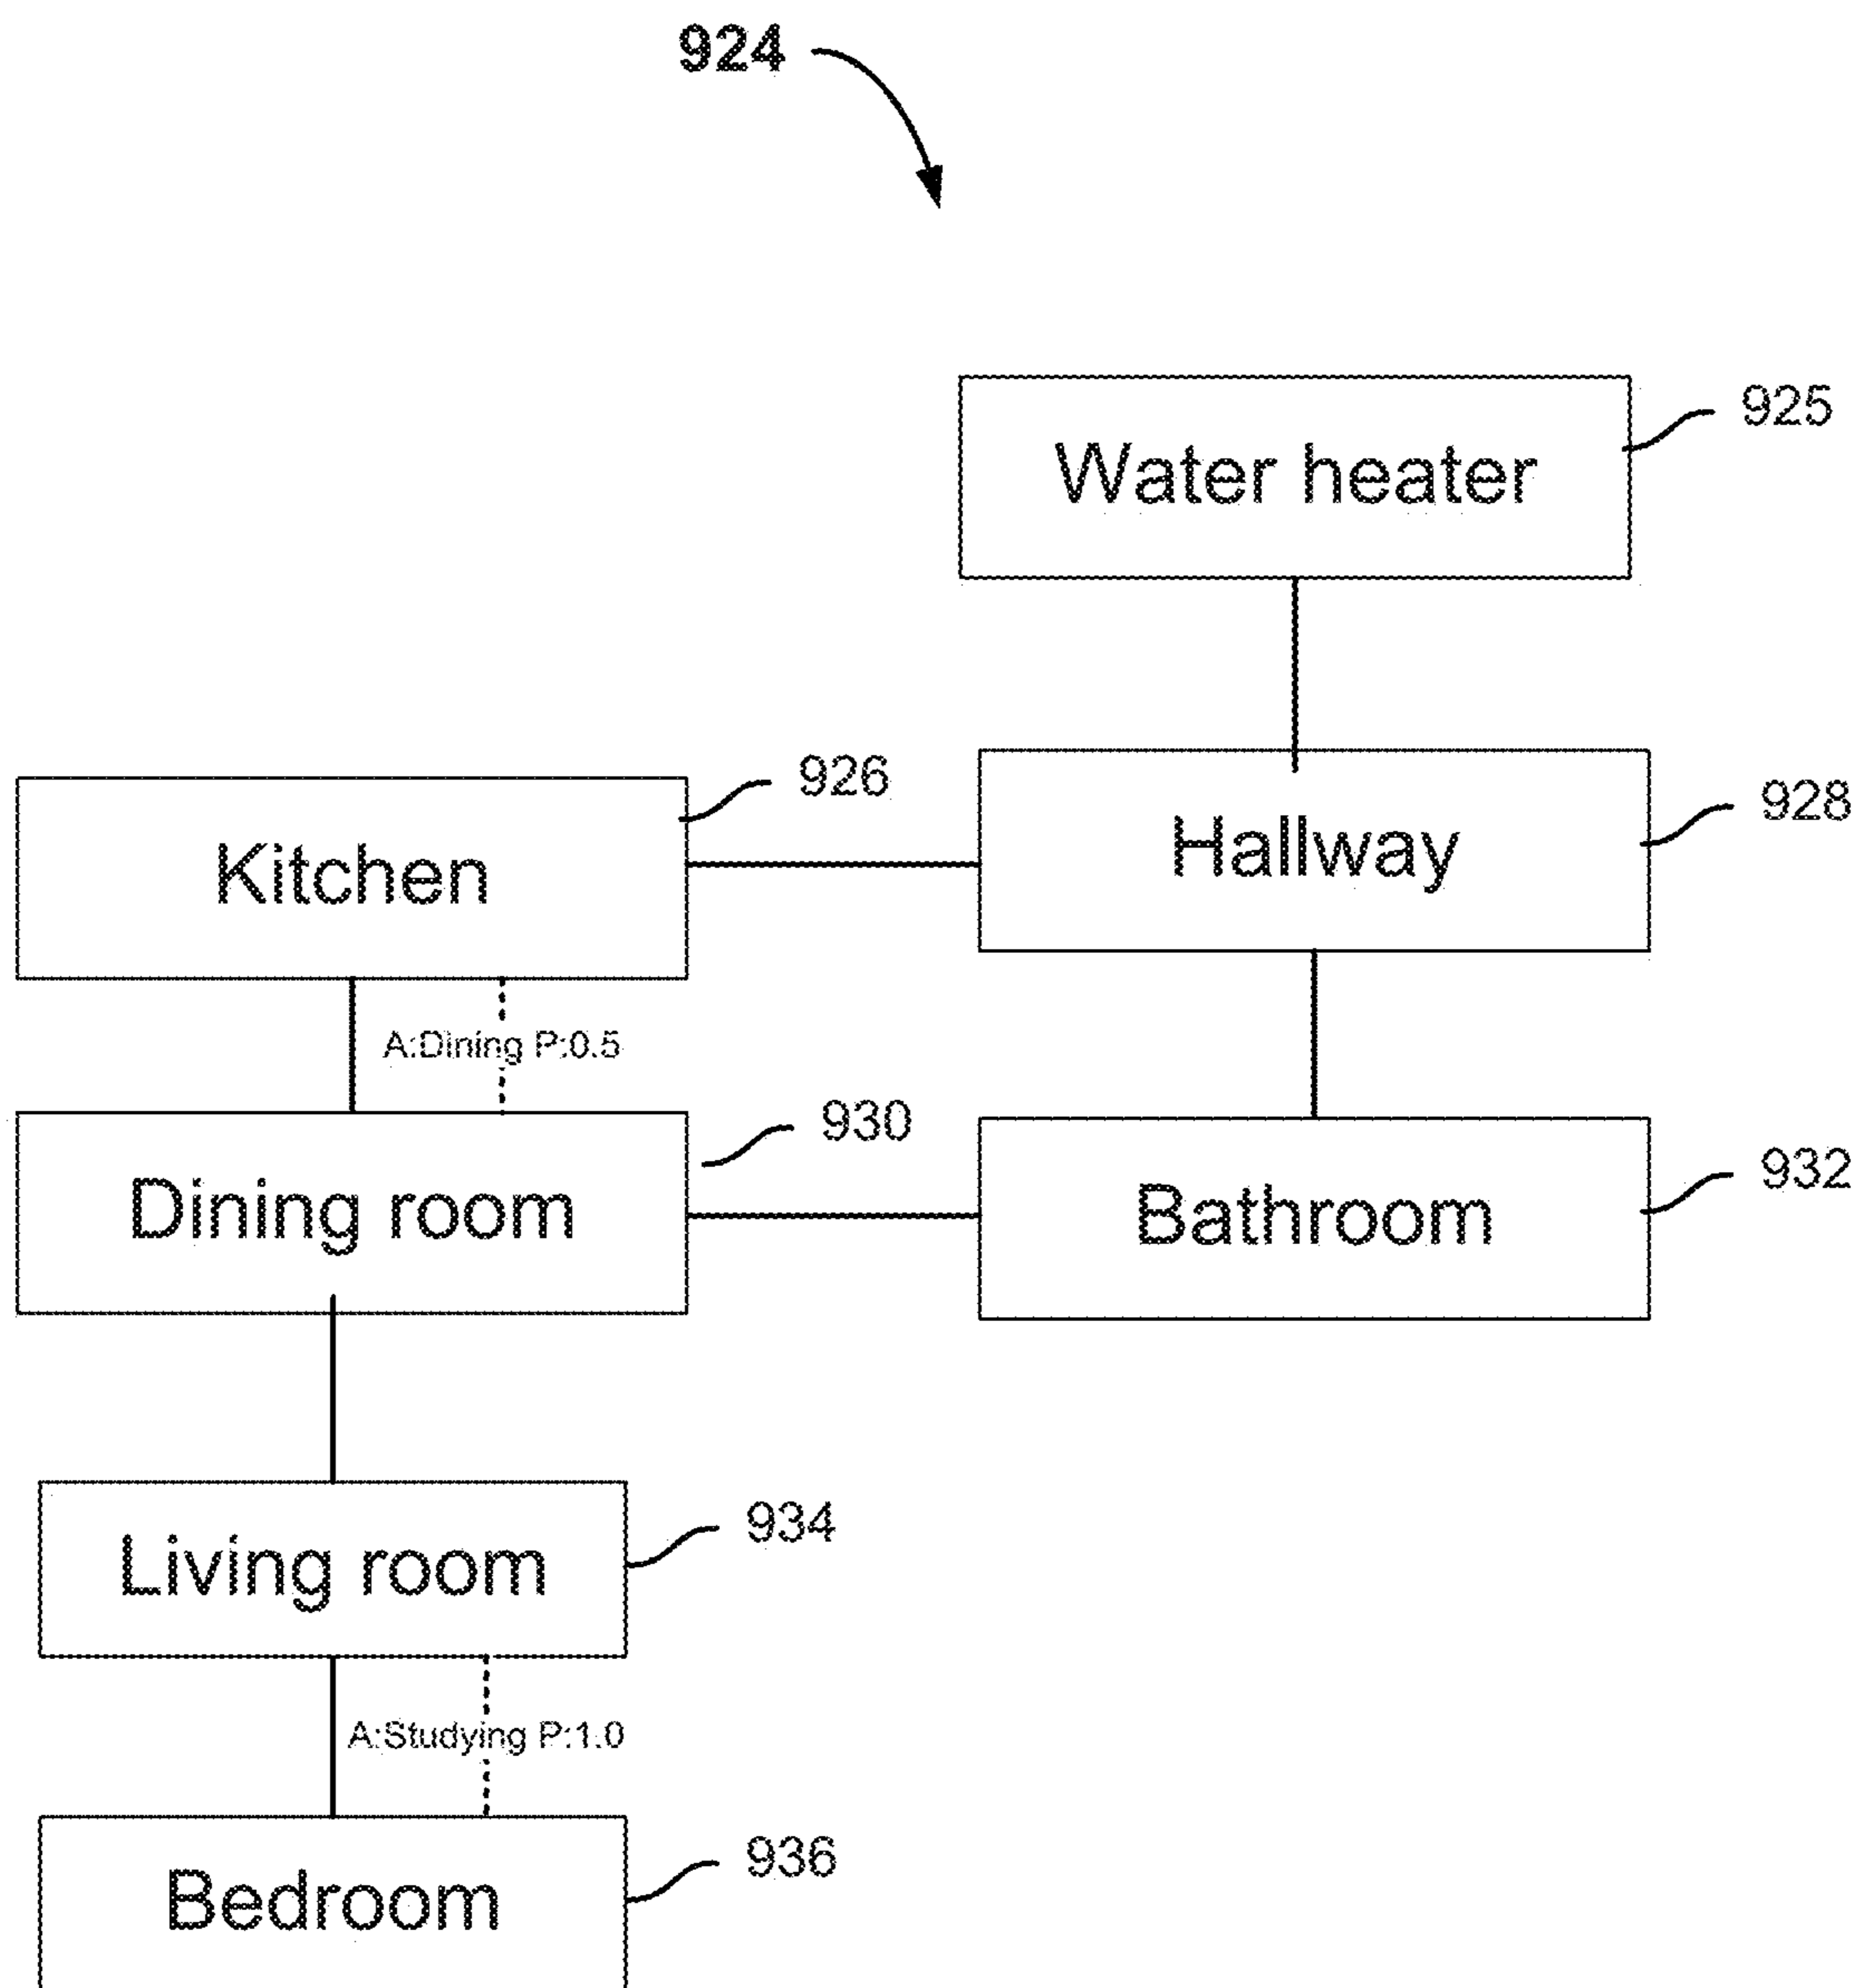 924
Water heater
925
Kitchen
926
Hallway
928
A:Dining P:0.5
Dining room
930
Bathroom
932
Living room
934
A:Studying P:1.0
Bedroom
936